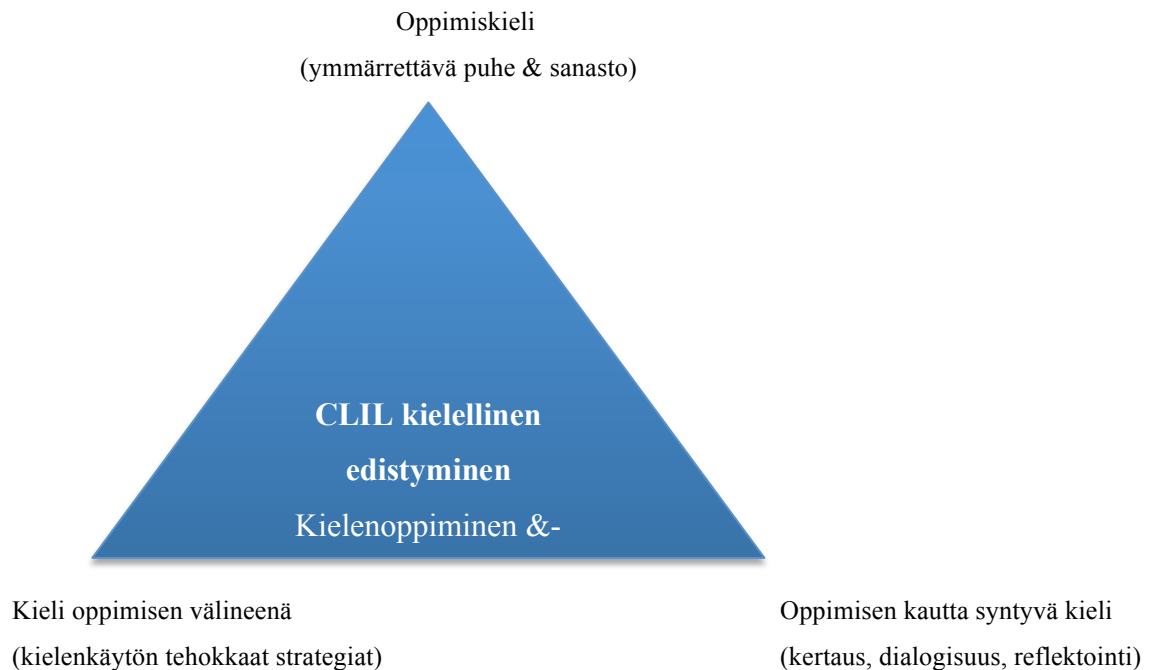 Oppimiskieli
(ymmärrettävä puhe & sanasto)
CLIL kielellinen
edistyminen
Kielenoppiminen &-
Kieli oppimisen välineenä
(kielenkäytön tehokkaat strategiat)
Oppimisen kautta syntyvä kieli
(kertaus, dialogisuus, reflektointi)